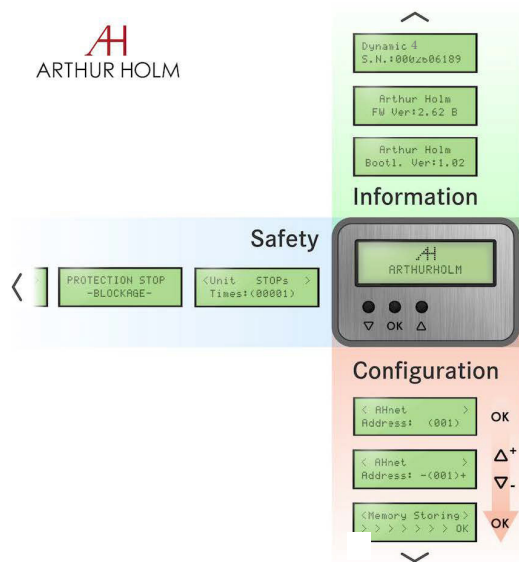 AH
ARTHUR HOLM
Dynamic 4
S.N.:0002606189
Arthur Holm
FW Ver:2.62 B
Arthur Holm
Bootl. Ver:1.02
Information
Safety
PROTECTION STOP
-BLOCKAGE-
<Unit STOPs >
Times:(00001)
AH
ARTHURHOLM
▽ OK △
Configuration
< AHnet >
Address: (001)
OK
< AHnet >
Address: -(001)+
△+
▽-
<Memory Storing>
> > > > > > > OK
OK